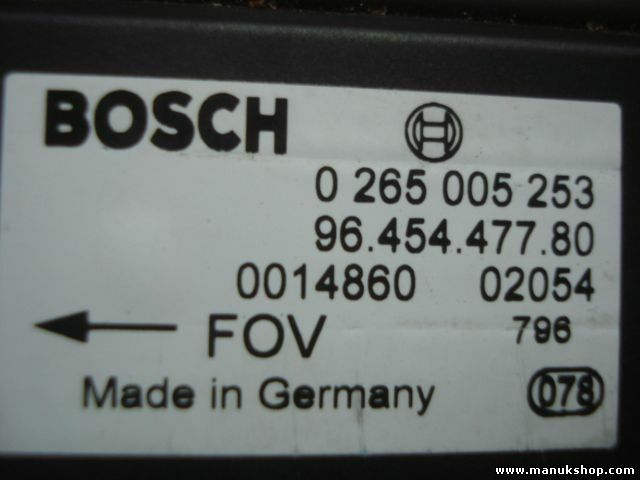 BOSCH
0 265 005 253
96.454.477.80
0014860 02054
FOV 796
Made in Germany 078
www.manukshop.com